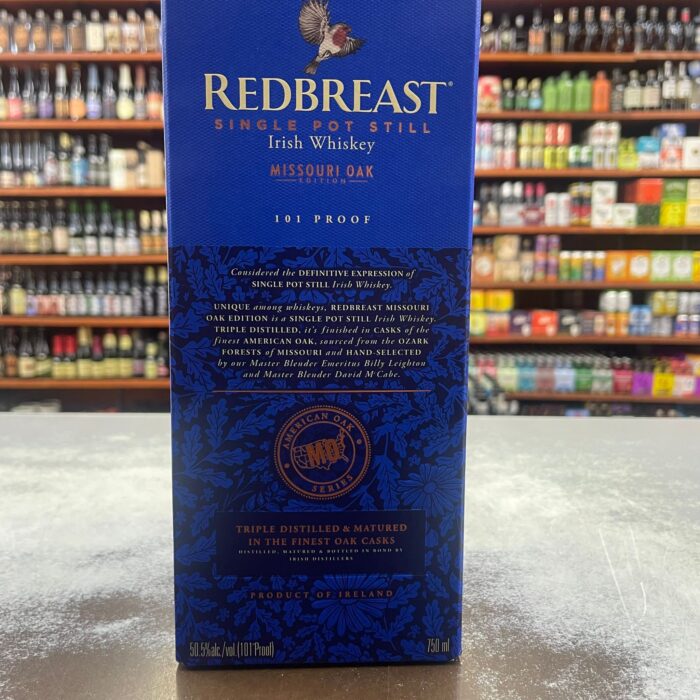 REDBREAST®
SINGLE POT STILL
Irish Whiskey
MISSOURI OAK
EDITION
101 PROOF
Considered the DEFINITIVE EXPRESSION of
SINGLE POT STILL Irish Whiskey.
UNIQUE among whiskeys, REDBREAST MISSOURI
OAK EDITION is a SINGLE POT STILL Irish Whiskey.
TRIPLE DISTILLED, it's finished in CASKS of the
finest AMERICAN OAK, sourced from the OZARK
FORESTS of MISSOURI and HAND-SELECTED
by our Master Blender Emeritus Billy Leighton
and Master Blender David McCabe.
AMERICAN OAK
MO
SERIES
TRIPLE DISTILLED & MATURED
IN THE FINEST OAK CASKS
DISTILLED, MATURED & BOTTLED IN BOND BY
IRISH DISTILLERS
PRODUCT OF IRELAND
50.5%alc./vol.(101°Proof)
750 ml